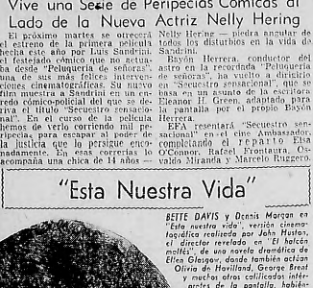 Vive una Serie de Peripecias Cómicas al
Lado de la Nueva Actriz Nelly Hering
El próximo martes se ofrecerá
el estreno de la primera película
hecha este año por Luis Sandrini,
el festejado cómico que no actua-
ba desde "Peluquería de señoras",
una de sus más felices interven-
ciones cinematográficas. Su nuevo
film muestra a Sandrini en un en-
redo cómico-policial del que se de-
riva el título "Secuestro sensacio-
nal". En el curso de la película
hemos de verlo corriendo mil pe-
ripecias, para escapar al poder de
la justicia que lo persigue enco-
nadamente. En esas correrías lo
acompaña una chica de 14 años —
Nelly Hering — piedra angular de
todos los disturbios en la vida de
Sandrini.
Bayón Herrera, conductor del
astro en la recordada "Peluquería
de señoras", ha vuelto a dirigirlo
en "Secuestro sensacional", que se
basa en un asunto de la escritora
Eleanor H. Green, adaptado para
la pantalla por el propio Bayón
Herrera.
EFA presentará "Secuestro sen-
sacional" en el cine Ambassador,
completando el reparto Elsa
O'Connor, Rafael Frontaura, Os-
valdo Miranda y Marcelo Ruggero.
"Esta Nuestra Vida"
BETTE DAVIS y Dennis Morgan en
"Esta nuestra vida", versión cinema-
tográfica realizada por John Huston,
el director revelado en "El halcón
maltés", de una novela dramática de
Ellen Glasgow, donde también actúan
Olivia de Havilland, George Brent
y muchos otros calificados intér-
pretes de la pantalla, habién-